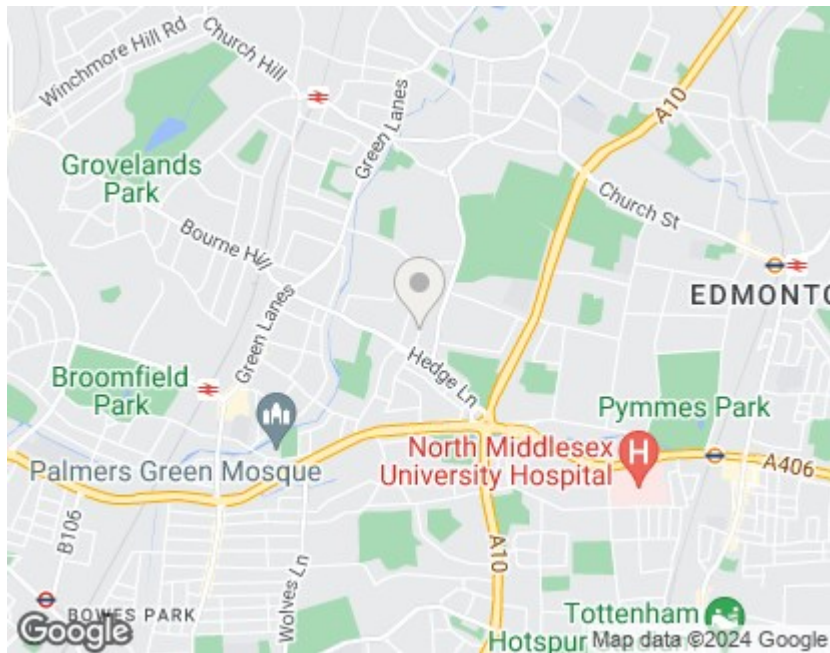 Winchmore Hill Rd
Church Hill
Green Lanes
A10
Grovelands
Park
Church St
Bourne Hill
EDMONTO
Green Lanes
Hedge Ln
Broomfield
Park
Pymmes Park
Palmers Green Mosque
North Middlesex
University Hospital
H
A406
B106
Wolves Ln
A10
BOWES PARK
Tottenham
Hotspur
Google
Map data ©2024 Google